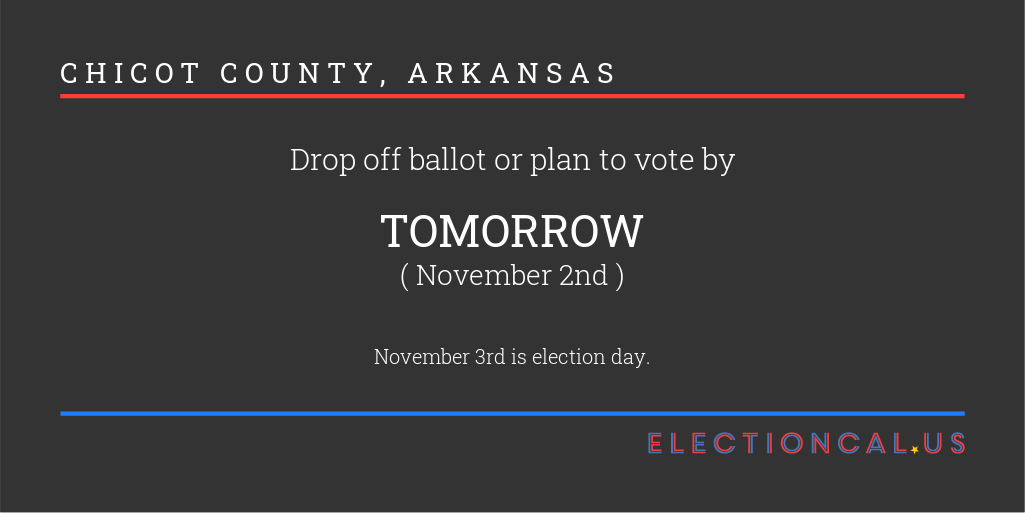 CHICOT COUNTY, ARKANSAS
Drop off ballot or plan to vote by
TOMORROW
( November 2nd )
November 3rd is election day.
ELECTIONCAL.US